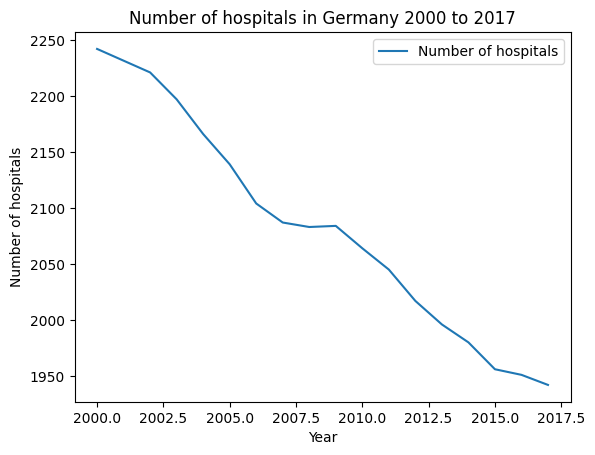 Number of hospitals in Germany 2000 to 2017
Number of hospitals
2250
2200
2150
2100
2050
2000
1950
Number of hospitals
2000.0 2002.5 2005.0 2007.5 2010.0 2012.5 2015.0 2017.5
Year